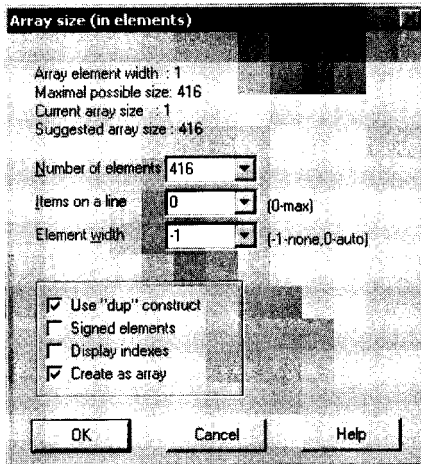 Array size (in elements)
Array element width : 1
Maximal possible size: 416
Current array size : 1
Suggested array size : 416
Number of elements 416
Items on a line 0 (0-max)
Element width -1 (-1-none,0-auto)
Use "dup" construct
Signed elements
Display indexes
Create as array
OK Cancel Help